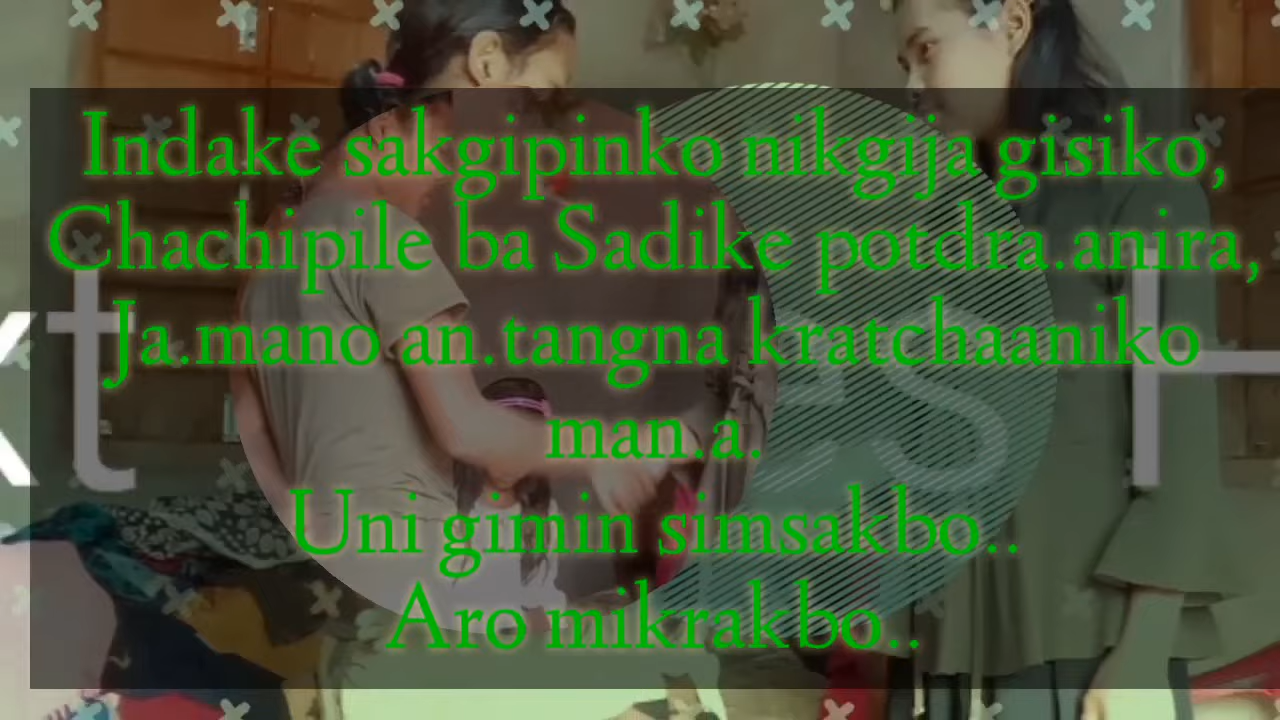 Indake sakgipinko nikgija gisiko,
Chachipile ba Sadike potdra.anira,
Ja.mano an.tangna kratchaaniko
man.a.
Uni gimin simsakbo..
Aro mikrakbo..